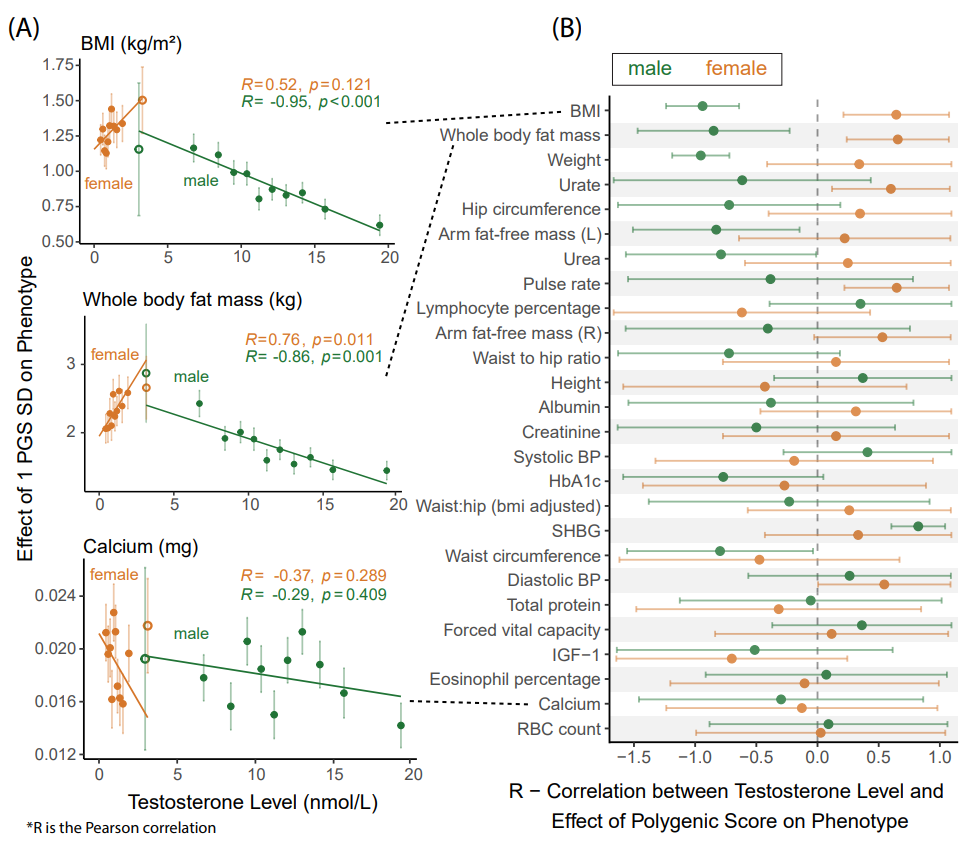 (A)
BMI (kg/m²)
1.75
1.50
1.25
1.00
0.75
0.50
R=0.52, p=0.121
R= -0.95, p<0.001
female
male
0 5 10 15 20
Whole body fat mass (kg)
3
2
R=0.76, p=0.011
R= -0.86, p=0.001
female
male
0 5 10 15 20
Calcium (mg)
0.024
0.020
0.016
0.012
R= -0.37, p=0.289
R= -0.29, p=0.409
female
male
0 5 10 15 20
Effect of 1 PGS SD on Phenotype
Testosterone Level (nmol/L)
*R is the Pearson correlation
(B)
male female
BMI
Whole body fat mass
Weight
Urate
Hip circumference
Arm fat-free mass (L)
Urea
Pulse rate
Lymphocyte percentage
Arm fat-free mass (R)
Waist to hip ratio
Height
Albumin
Creatinine
Systolic BP
HbA1c
Waist:hip (bmi adjusted)
SHBG
Waist circumference
Diastolic BP
Total protein
Forced vital capacity
IGF−1
Eosinophil percentage
Calcium
RBC count
−1.5 −1.0 −0.5 0.0 0.5 1.0
R − Correlation between Testosterone Level and
Effect of Polygenic Score on Phenotype